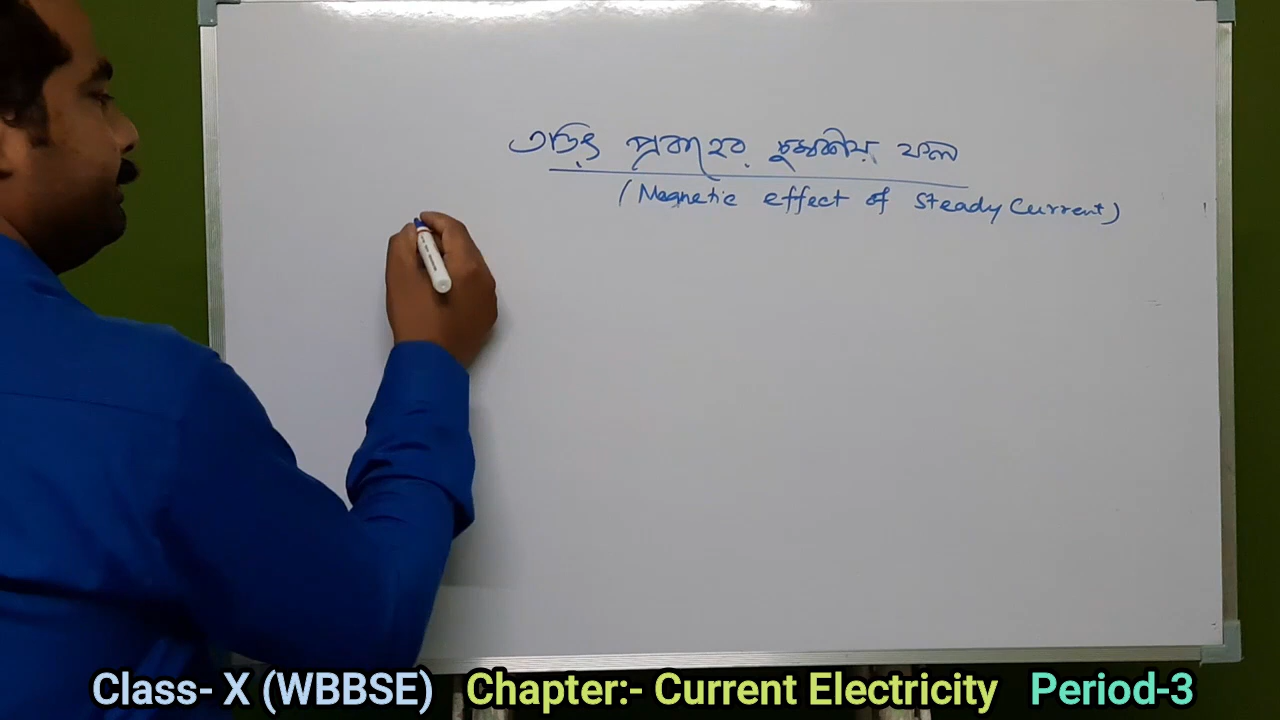 তড়িৎ প্রবাহের চুম্বকীয় ফল
(Magnetic effect of Steady Current)
Class- X (WBBSE) Chapter:- Current Electricity Period-3